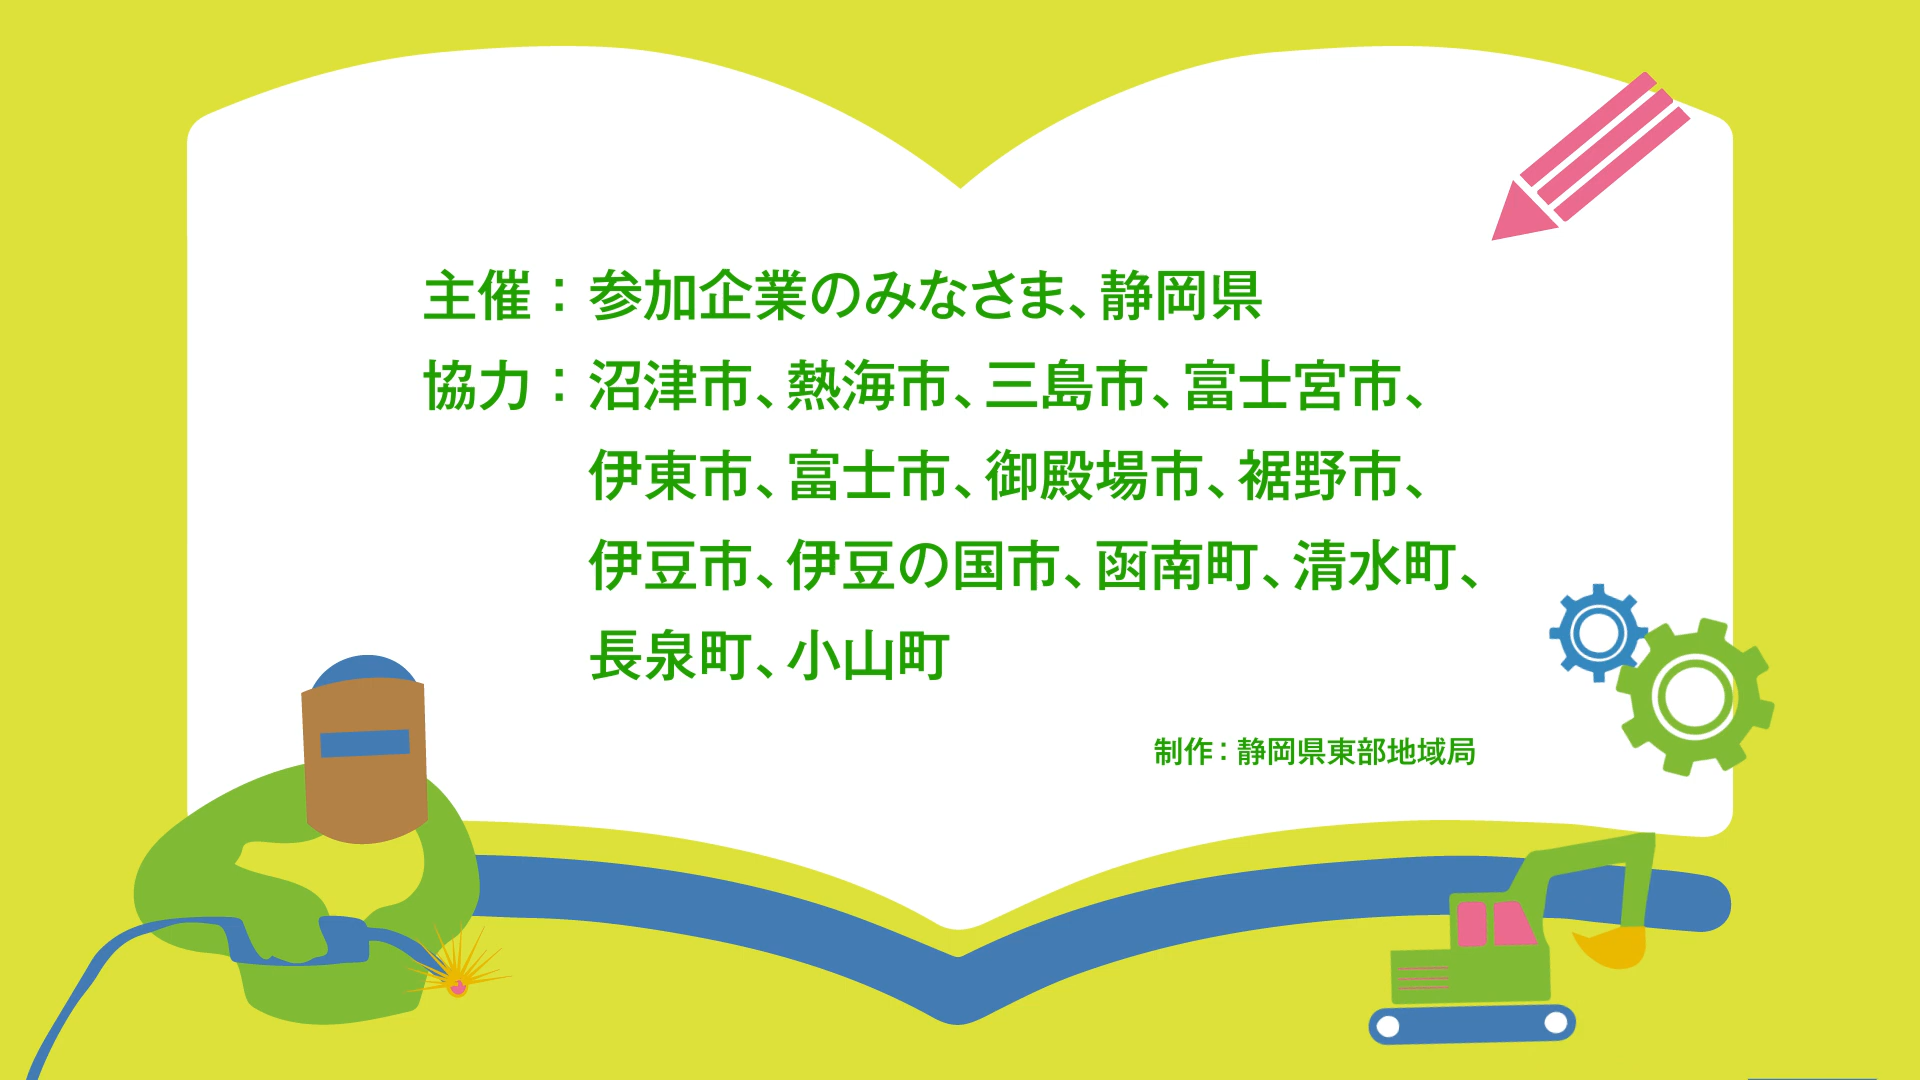 主催：参加企業のみなさま、静岡県
協力：沼津市、熱海市、三島市、富士宮市、
伊東市、富士市、御殿場市、裾野市、
伊豆市、伊豆の国市、函南町、清水町、
長泉町、小山町
制作：静岡県東部地域局